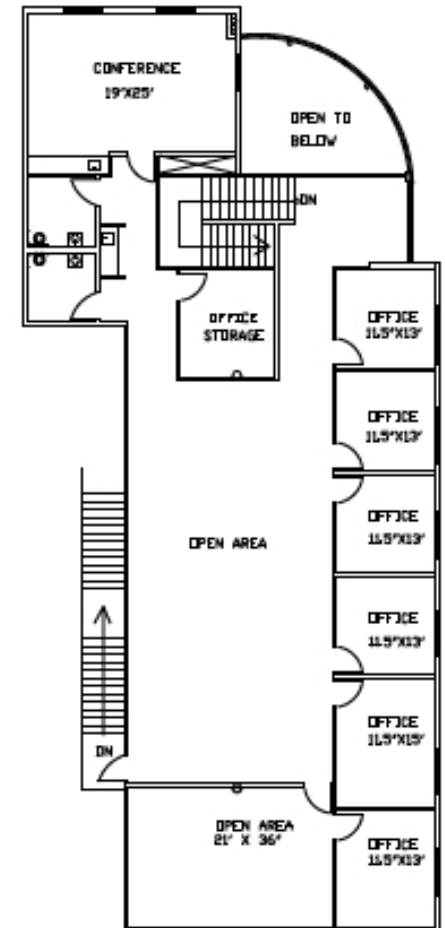 CONFERENCE
19'X25'
OPEN TO
BELOW
DN
OFFICE
STORAGE
OFFICE
11.5'X13'
OFFICE
11.5'X13'
OFFICE
11.5'X13'
OPEN AREA
OFFICE
11.5'X13'
OFFICE
11.5'X15'
DN
OPEN AREA
21' X 36'
OFFICE
11.5'X13'